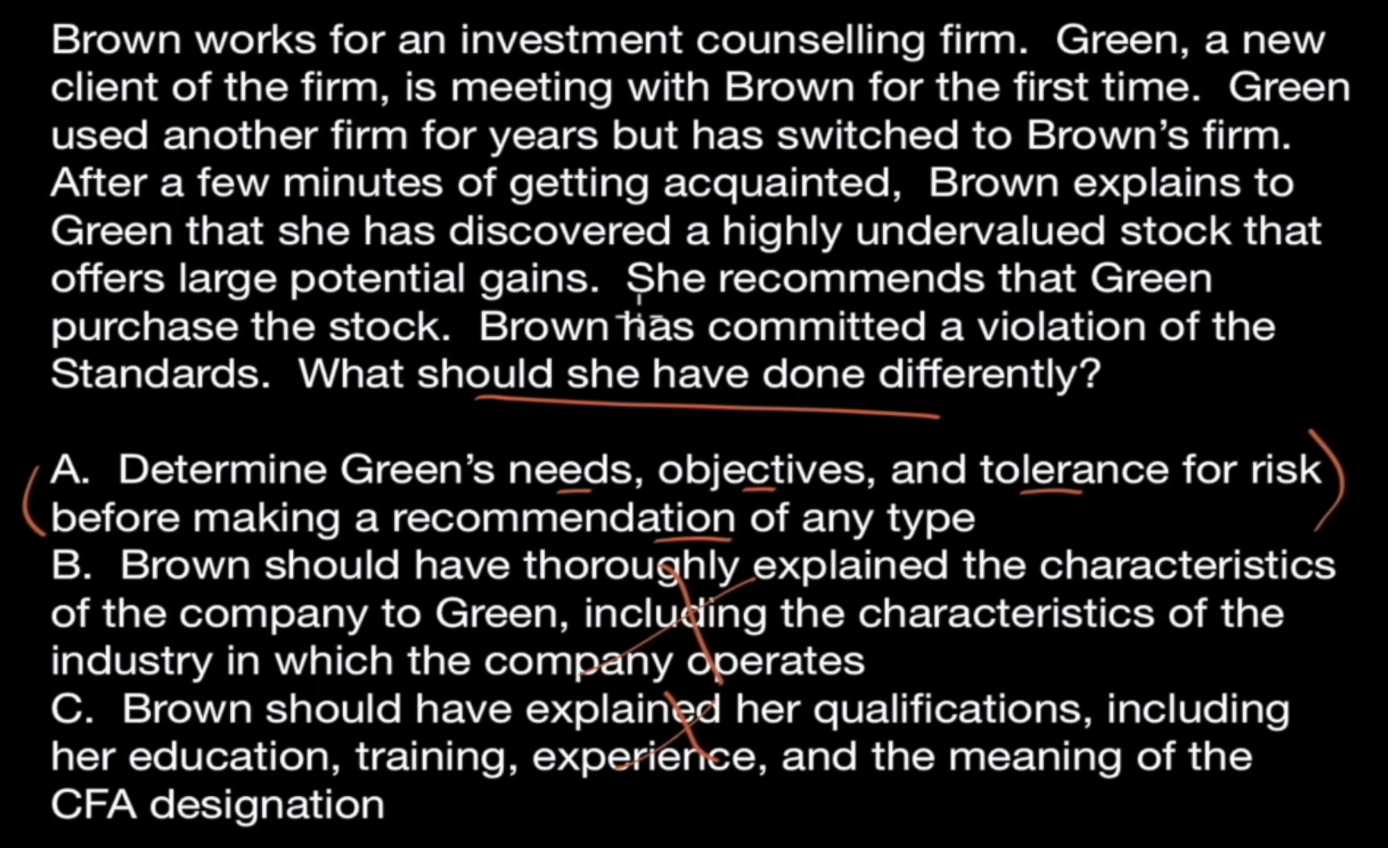 Brown works for an investment counselling firm.  Green, a new
client of the firm, is meeting with Brown for the first time.  Green
used another firm for years but has switched to Brown's firm.
After a few minutes of getting acquainted,  Brown explains to
Green that she has discovered a highly undervalued stock that
offers large potential gains.  She recommends that Green
purchase the stock.  Brown has committed a violation of the
Standards.  What should she have done differently?
A.  Determine Green's needs, objectives, and tolerance for risk
before making a recommendation of any type
B.  Brown should have thoroughly explained the characteristics
of the company to Green, including the characteristics of the
industry in which the company operates
C.  Brown should have explained her qualifications, including
her education, training, experience, and the meaning of the
CFA designation